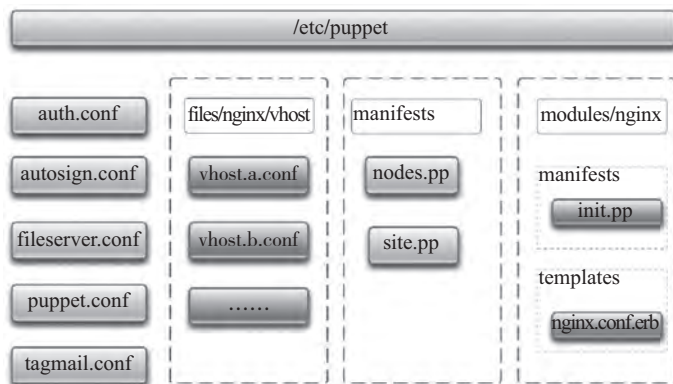 /etc/puppet
auth.conf
autosign.conf
fileserver.conf
puppet.conf
tagmail.conf
files/nginx/vhost
vhost.a.conf
vhost.b.conf
……
manifests
nodes.pp
site.pp
modules/nginx
manifests
init.pp
templates
nginx.conf.erb